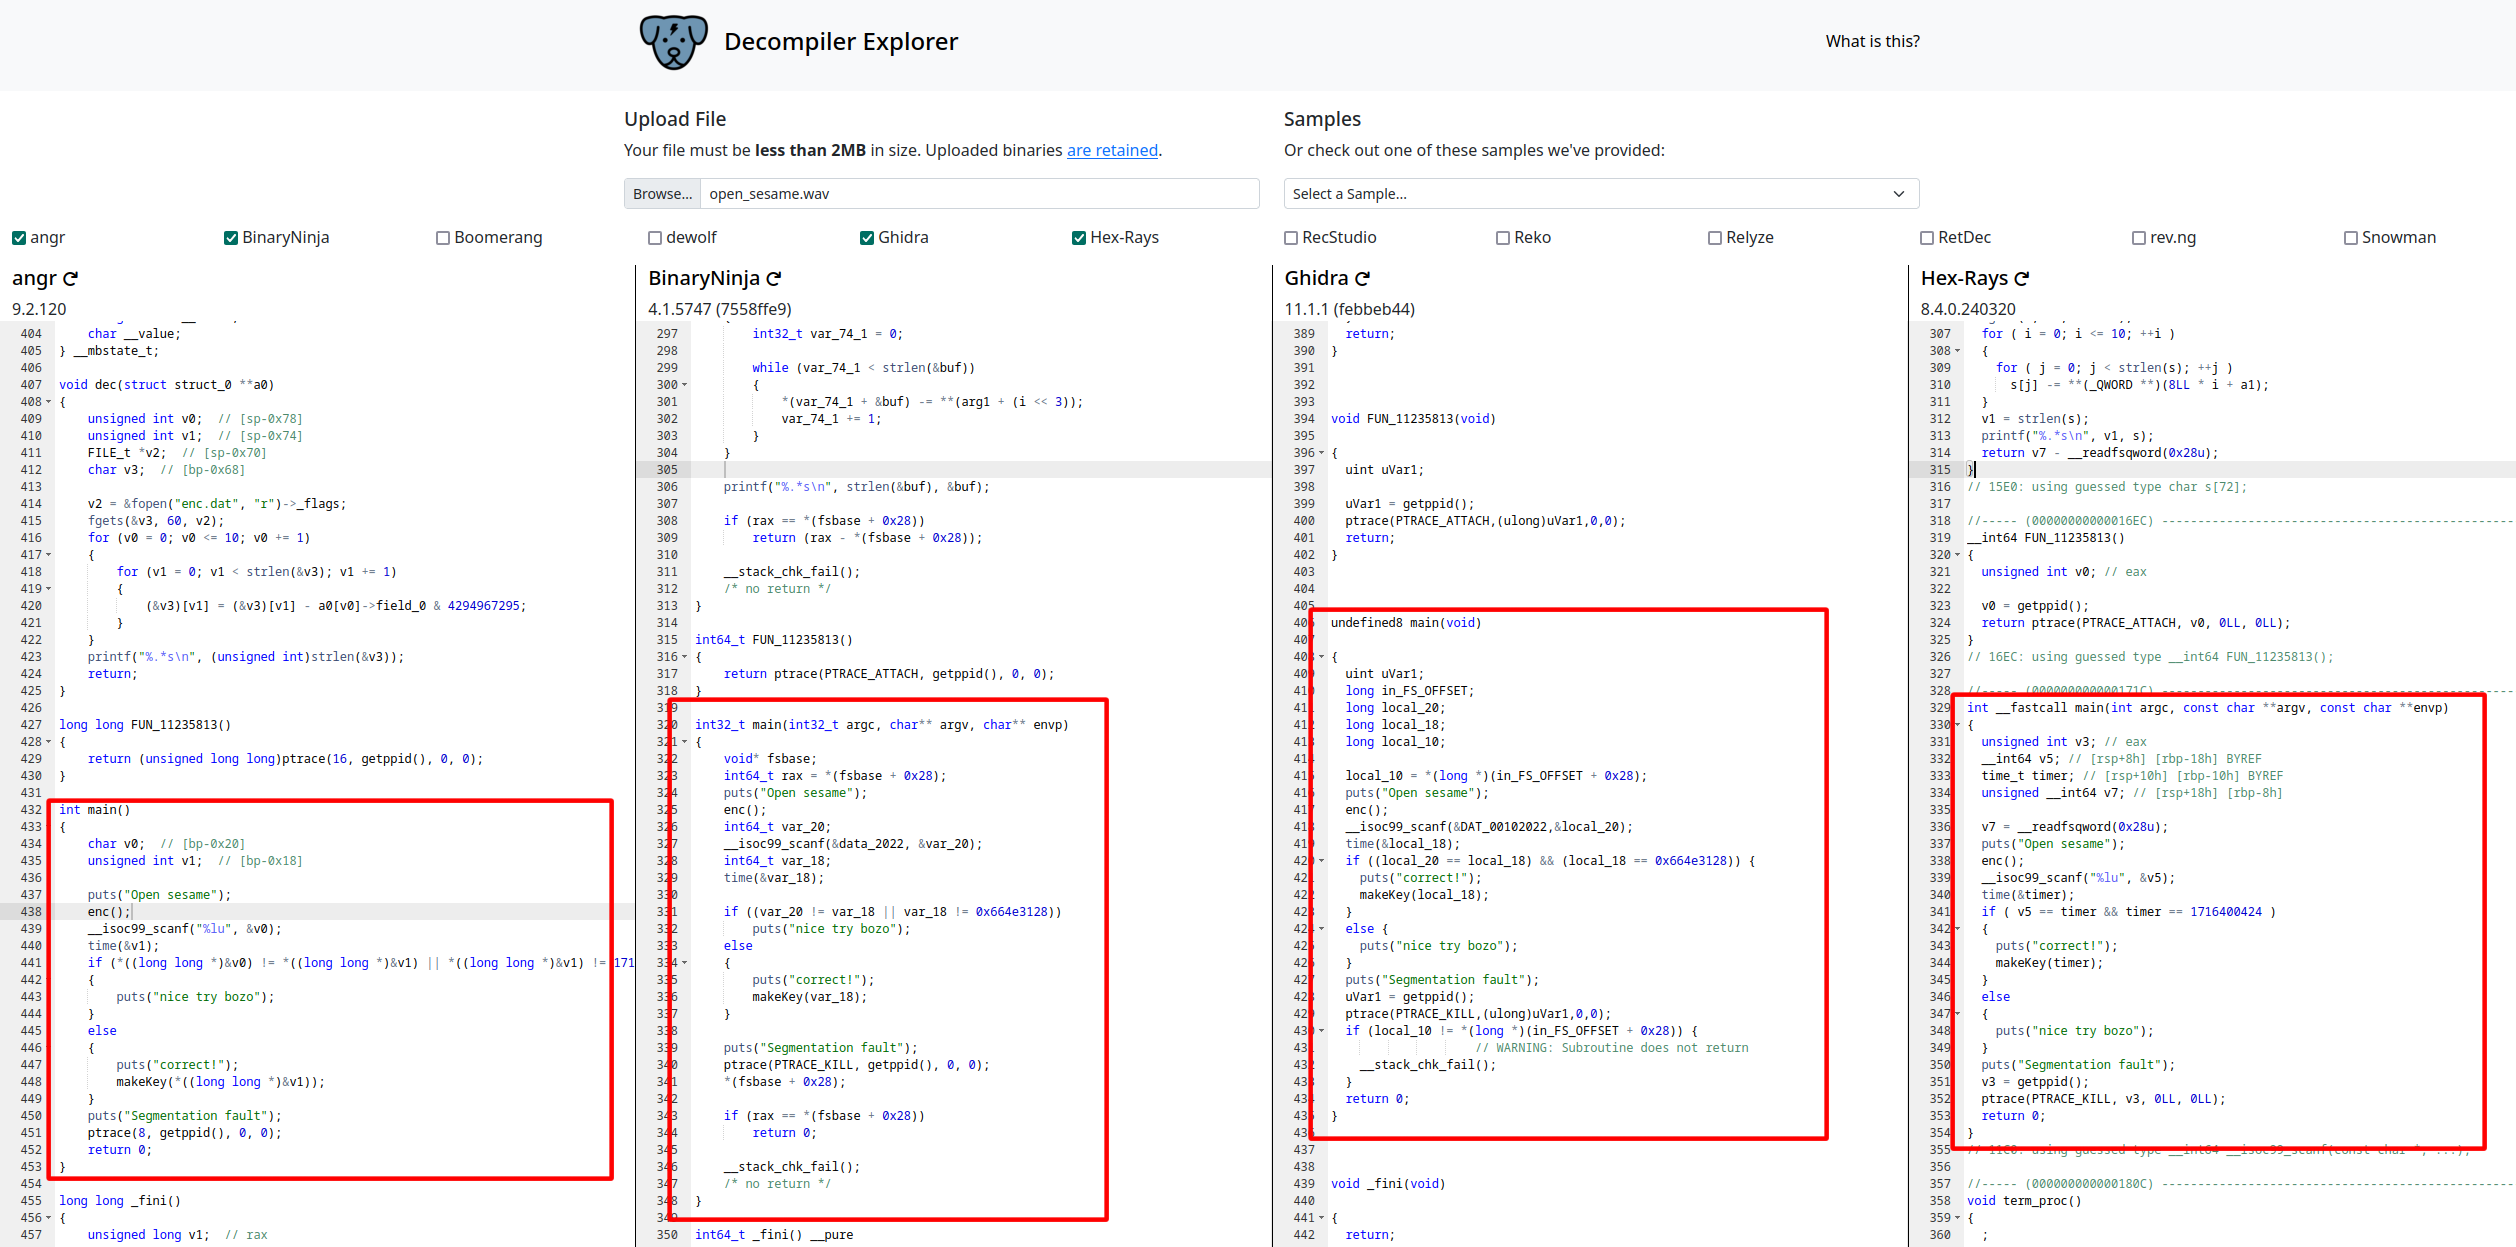 Decompiler Explorer
What is this?
Upload File
Your file must be less than 2MB in size. Uploaded binaries are retained.
Browse... open_sesame.wav
Samples
Or check out one of these samples we've provided:
Select a Sample...
angr
BinaryNinja
Boomerang
dewolf
Ghidra
Hex-Rays
RecStudio
Reko
Relyze
RetDec
rev.ng
Snowman
angr
9.2.120
404     char __value;
405 } __mbstate_t;
406
407 void dec(struct struct_0 **a0)
408 {
409     unsigned int v0;  // [sp-0x78]
410     unsigned int v1;  // [sp-0x74]
411     FILE_t *v2;  // [sp-0x70]
412     char v3;  // [bp-0x68]
413
414     v2 = &fopen("enc.dat", "r")->_flags;
415     fgets(&v3, 60, v2);
416     for (v0 = 0; v0 <= 10; v0 += 1)
417     {
418         for (v1 = 0; v1 < strlen(&v3); v1 += 1)
419         {
420             (&v3)[v1] = (&v3)[v1] - a0[v0]->field_0 & 4294967295;
421         }
422     }
423     printf("%.*s\n", (unsigned int)strlen(&v3));
424     return;
425 }
426
427 long long FUN_11235813()
428 {
429     return (unsigned long long)ptrace(16, getppid(), 0, 0);
430 }
431
432 int main()
433 {
434     char v0;  // [bp-0x20]
435     unsigned int v1;  // [bp-0x18]
436
437     puts("Open sesame");
438     enc();
439     __isoc99_scanf("%lu", &v0);
440     time(&v1);
441     if (*((long long *)&v0) != *((long long *)&v1) || *((long long *)&v1) != 171
442     {
443         puts("nice try bozo");
444     }
445     else
446     {
447         puts("correct!");
448         makeKey(*((long long *)&v1));
449     }
450     puts("Segmentation fault");
451     ptrace(8, getppid(), 0, 0);
452     return 0;
453 }
454
455 long long _fini()
456 {
457     unsigned long v1;  // rax
BinaryNinja
4.1.5747 (7558ffe9)
297         int32_t var_74_1 = 0;
298
299         while (var_74_1 < strlen(&buf))
300         {
301             *(var_74_1 + &buf) -= **(arg1 + (i << 3));
302             var_74_1 += 1;
303         }
304     }
305
306     printf("%.*s\n", strlen(&buf), &buf);
307
308     if (rax == *(fsbase + 0x28))
309         return (rax - *(fsbase + 0x28));
310
311     __stack_chk_fail();
312     /* no return */
313 }
314
315 int64_t FUN_11235813()
316 {
317     return ptrace(PTRACE_ATTACH, getppid(), 0, 0);
318 }
319
320 int32_t main(int32_t argc, char** argv, char** envp)
321 {
322     void* fsbase;
323     int64_t rax = *(fsbase + 0x28);
324     puts("Open sesame");
325     enc();
326     int64_t var_20;
327     __isoc99_scanf(&data_2022, &var_20);
328     int64_t var_18;
329     time(&var_18);
330
331     if ((var_20 != var_18 || var_18 != 0x664e3128))
332         puts("nice try bozo");
333     else
334     {
335         puts("correct!");
336         makeKey(var_18);
337     }
338
339     puts("Segmentation fault");
340     ptrace(PTRACE_KILL, getppid(), 0, 0);
341     *(fsbase + 0x28);
342
343     if (rax == *(fsbase + 0x28))
344         return 0;
345
346     __stack_chk_fail();
347     /* no return */
348 }
349
350 int64_t _fini() __pure
Ghidra
11.1.1 (febbeb44)
389   return;
390 }
391
392
393
394 void FUN_11235813(void)
395
396 {
397   uint uVar1;
398
399   uVar1 = getppid();
400   ptrace(PTRACE_ATTACH,(ulong)uVar1,0,0);
401   return;
402 }
403
404
405
406 undefined8 main(void)
407
408 {
409   uint uVar1;
410   long in_FS_OFFSET;
411   long local_20;
412   long local_18;
413   long local_10;
414
415   local_10 = *(long *)(in_FS_OFFSET + 0x28);
416   puts("Open sesame");
417   enc();
418   __isoc99_scanf(&DAT_00102022,&local_20);
419   time(&local_18);
420   if ((local_20 == local_18) && (local_18 == 0x664e3128)) {
421     puts("correct!");
422     makeKey(local_18);
423   }
424   else {
425     puts("nice try bozo");
426   }
427   puts("Segmentation fault");
428   uVar1 = getppid();
429   ptrace(PTRACE_KILL,(ulong)uVar1,0,0);
430   if (local_10 != *(long *)(in_FS_OFFSET + 0x28)) {
431                     // WARNING: Subroutine does not return
432     __stack_chk_fail();
433   }
434   return 0;
435 }
436
437
438
439 void _fini(void)
440
441 {
442   return;
Hex-Rays
8.4.0.240320
307   for ( i = 0; i <= 10; ++i )
308   {
309     for ( j = 0; j < strlen(s); ++j )
310       s[j] -= **(_QWORD **)(8LL * i + a1);
311   }
312   v1 = strlen(s);
313   printf("%.*s\n", v1, s);
314   return v7 - __readfsqword(0x28u);
315 }
316 // 15E0: using guessed type char s[72];
317
318 //----- (00000000000016EC) ----------------------------------------------------
319 __int64 FUN_11235813()
320 {
321   unsigned int v0; // eax
322
323   v0 = getppid();
324   return ptrace(PTRACE_ATTACH, v0, 0LL, 0LL);
325 }
326 // 16EC: using guessed type __int64 FUN_11235813();
327
328 //----- (000000000000171C) ----------------------------------------------------
329 int __fastcall main(int argc, const char **argv, const char **envp)
330 {
331   unsigned int v3; // eax
332   __int64 v5; // [rsp+8h] [rbp-18h] BYREF
333   time_t timer; // [rsp+10h] [rbp-10h] BYREF
334   unsigned __int64 v7; // [rsp+18h] [rbp-8h]
335
336   v7 = __readfsqword(0x28u);
337   puts("Open sesame");
338   enc();
339   __isoc99_scanf("%lu", &v5);
340   time(&timer);
341   if ( v5 == timer && timer == 1716400424 )
342   {
343     puts("correct!");
344     makeKey(timer);
345   }
346   else
347   {
348     puts("nice try bozo");
349   }
350   puts("Segmentation fault");
351   v3 = getppid();
352   ptrace(PTRACE_KILL, v3, 0LL, 0LL);
353   return 0;
354 }
355 // 11C0: using guessed type __int64 __isoc99_scanf(const char *, ...);
356
357 //----- (000000000000180C) ----------------------------------------------------
358 void term_proc()
359 {
360   ;